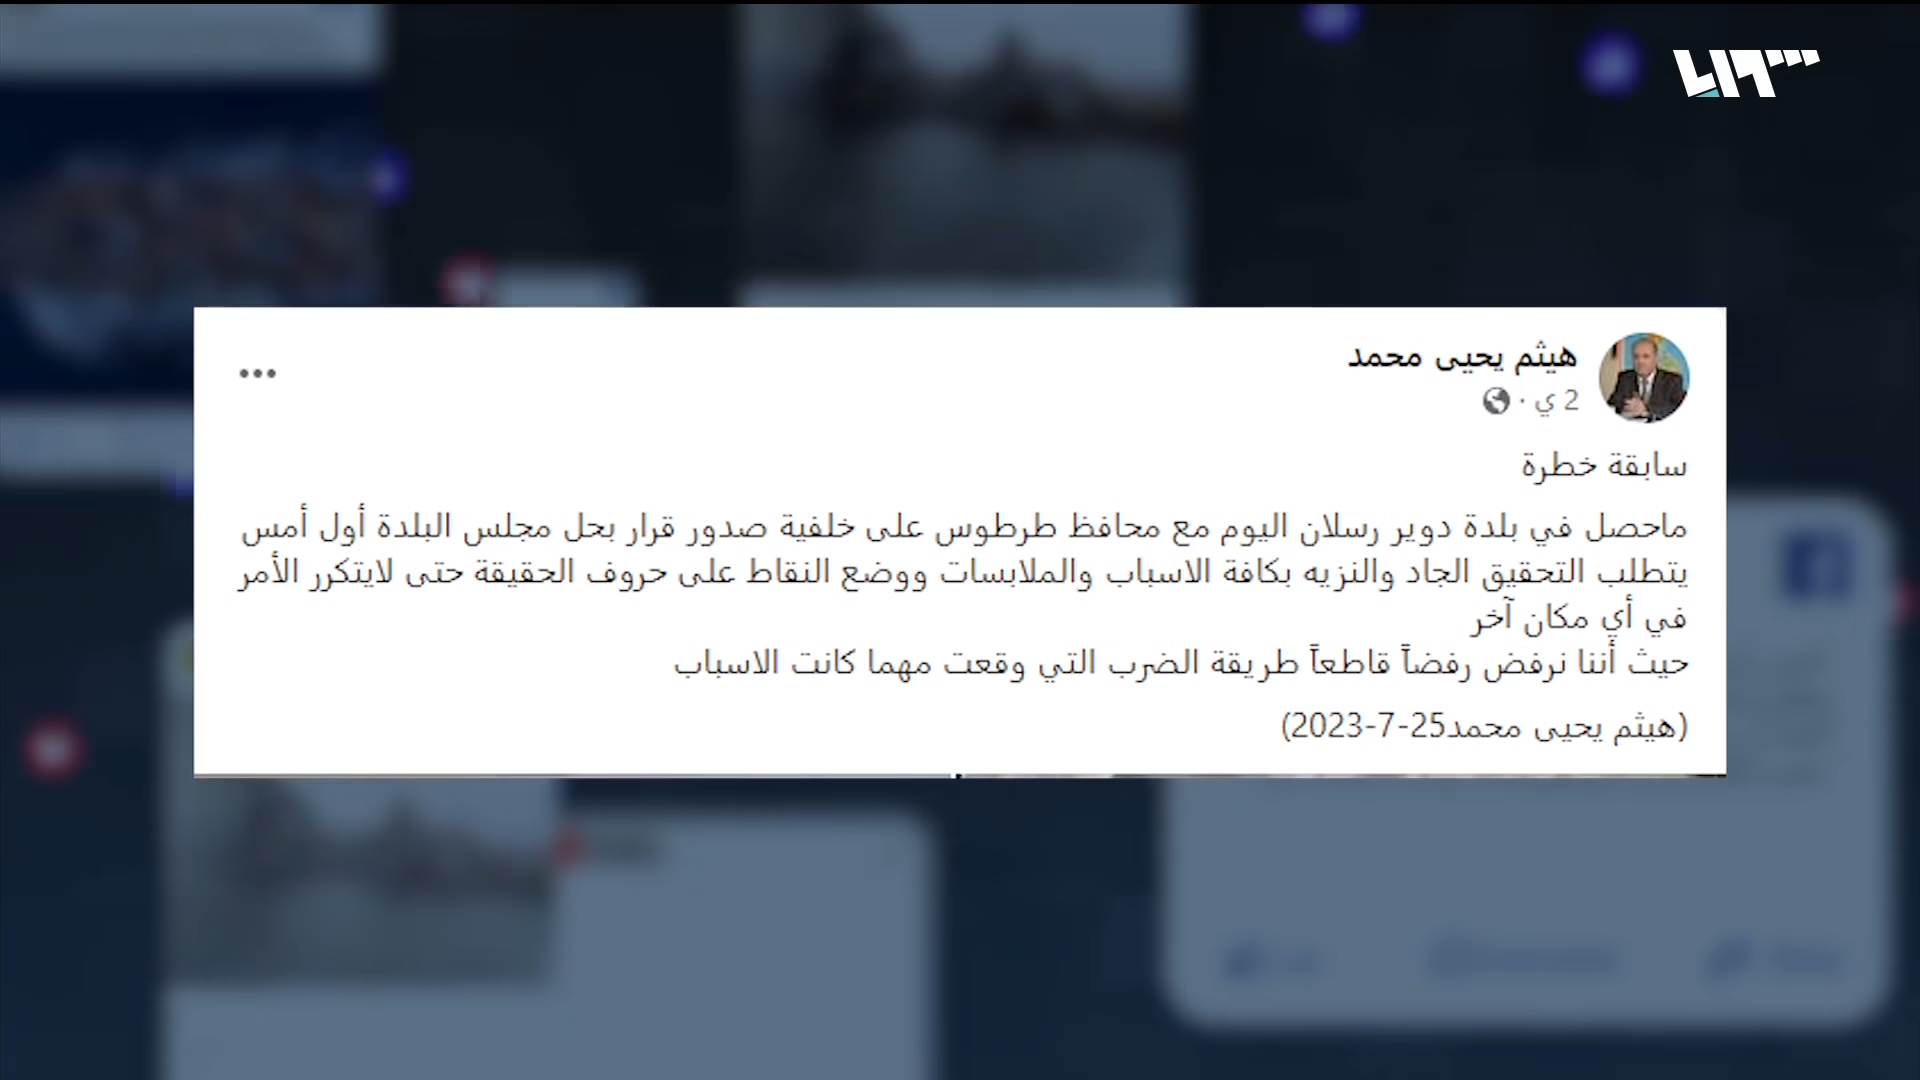 هيثم يحيى محمد
2 ي ·
سابقة خطرة
ماحصل في بلدة دوير رسلان اليوم مع محافظ طرطوس على خلفية صدور قرار بحل مجلس البلدة أول أمس
يتطلب التحقيق الجاد والنزيه بكافة الاسباب والملابسات ووضع النقاط على حروف الحقيقة حتى لايتكرر الأمر
في أي مكان آخر
حيث أننا نرفض رفضاً قاطعاً طريقة الضرب التي وقعت مهما كانت الاسباب
(هيثم يحيى محمد25-7-2023)